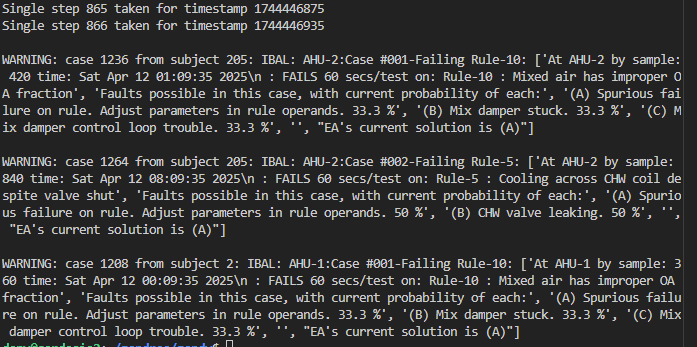 Single step 865 taken for timestamp 1744446875
Single step 866 taken for timestamp 1744446935
WARNING: case 1236 from subject 205: IBAL: AHU-2:Case #001-Failing Rule-10: ['At AHU-2 by sample:
 420 time: Sat Apr 12 01:09:35 2025\n : FAILS 60 secs/test on: Rule-10 : Mixed air has improper O
A fraction', 'Faults possible in this case, with current probability of each:', '(A) Spurious fai
lure on rule. Adjust parameters in rule operands. 33.3 %', '(B) Mix damper stuck. 33.3 %', '(C) M
ix damper control loop trouble. 33.3 %', '', "EA's current solution is (A)"]
WARNING: case 1264 from subject 205: IBAL: AHU-2:Case #002-Failing Rule-5: ['At AHU-2 by sample:
840 time: Sat Apr 12 08:09:35 2025\n : FAILS 60 secs/test on: Rule-5 : Cooling across CHW coil de
spite valve shut', 'Faults possible in this case, with current probability of each:', '(A) Spurio
us failure on rule. Adjust parameters in rule operands. 50 %', '(B) CHW valve leaking. 50 %', '',
 "EA's current solution is (A)"]
WARNING: case 1208 from subject 2: IBAL: AHU-1:Case #001-Failing Rule-10: ['At AHU-1 by sample: 3
60 time: Sat Apr 12 00:09:35 2025\n : FAILS 60 secs/test on: Rule-10 : Mixed air has improper OA
fraction', 'Faults possible in this case, with current probability of each:', '(A) Spurious failu
re on rule. Adjust parameters in rule operands. 33.3 %', '(B) Mix damper stuck. 33.3 %', '(C) Mix
 damper control loop trouble. 33.3 %', '', "EA's current solution is (A)"]